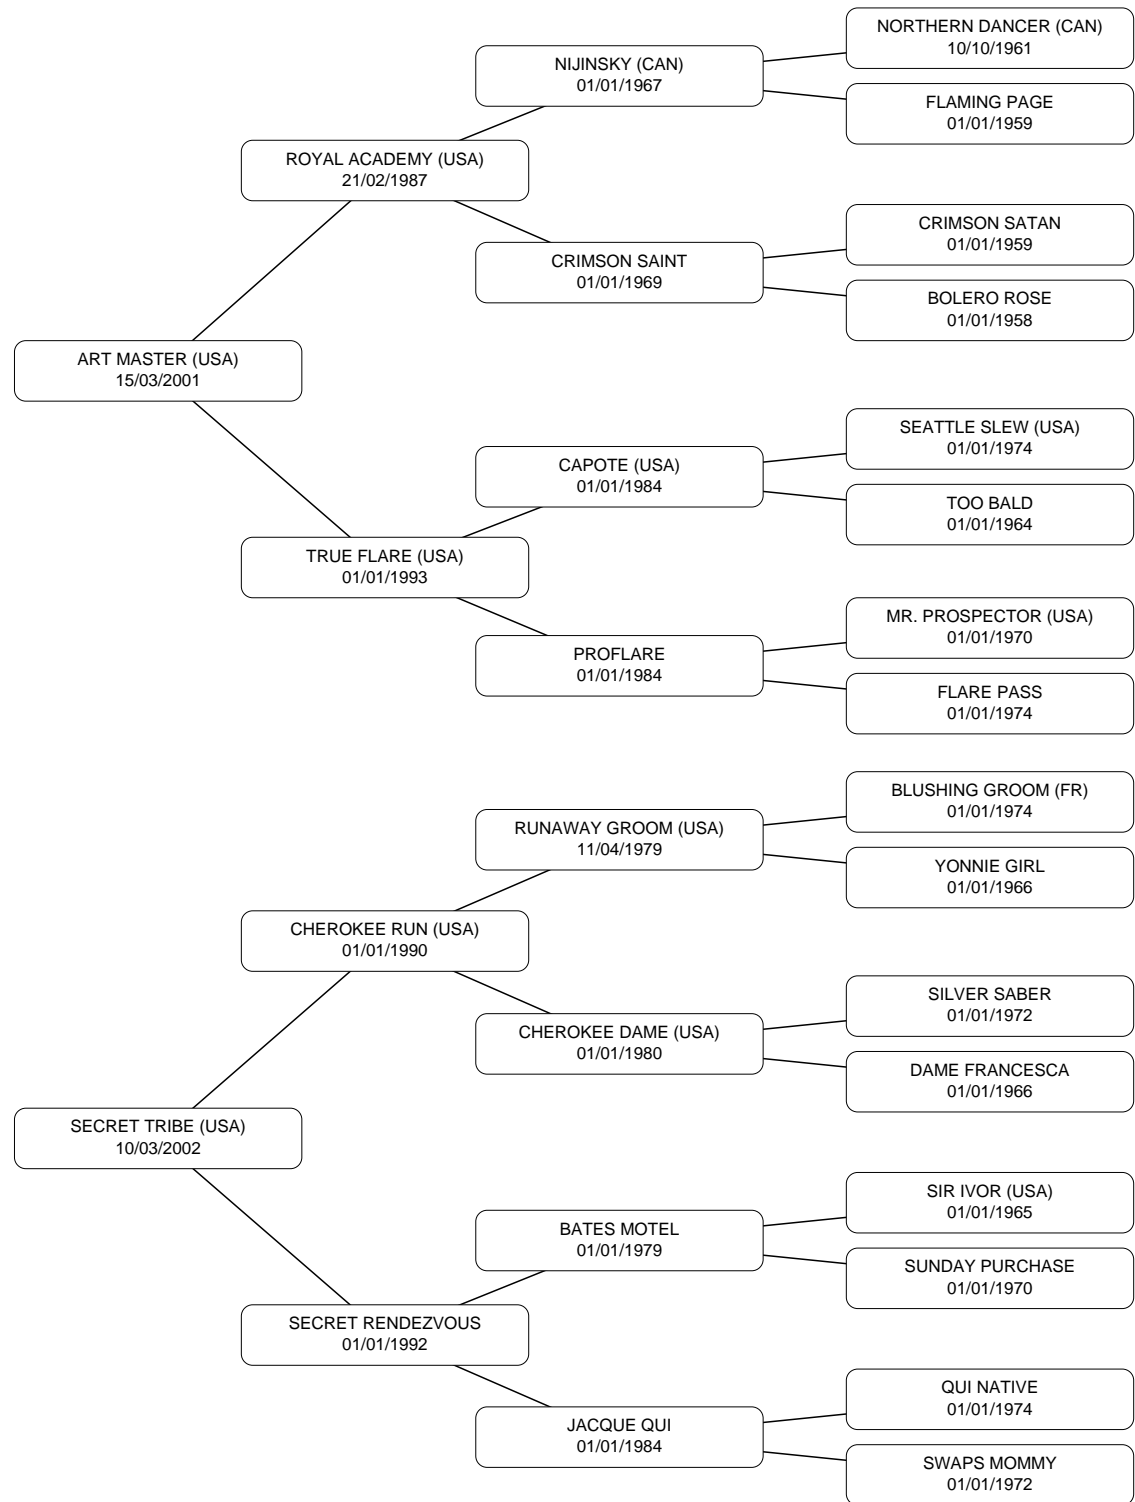 NORTHERN DANCER (CAN)
10/10/1961
NIJINSKY (CAN)
01/01/1967
FLAMING PAGE
01/01/1959
ROYAL ACADEMY (USA)
21/02/1987
CRIMSON SATAN
01/01/1959
CRIMSON SAINT
01/01/1969
BOLERO ROSE
01/01/1958
ART MASTER (USA)
15/03/2001
SEATTLE SLEW (USA)
01/01/1974
CAPOTE (USA)
01/01/1984
TOO BALD
01/01/1964
TRUE FLARE (USA)
01/01/1993
MR. PROSPECTOR (USA)
01/01/1970
PROFLARE
01/01/1984
FLARE PASS
01/01/1974
BLUSHING GROOM (FR)
01/01/1974
RUNAWAY GROOM (USA)
11/04/1979
YONNIE GIRL
01/01/1966
CHEROKEE RUN (USA)
01/01/1990
SILVER SABER
01/01/1972
CHEROKEE DAME (USA)
01/01/1980
DAME FRANCESCA
01/01/1966
SECRET TRIBE (USA)
10/03/2002
SIR IVOR (USA)
01/01/1965
BATES MOTEL
01/01/1979
SUNDAY PURCHASE
01/01/1970
SECRET RENDEZVOUS
01/01/1992
QUI NATIVE
01/01/1974
JACQUE QUI
01/01/1984
SWAPS MOMMY
01/01/1972